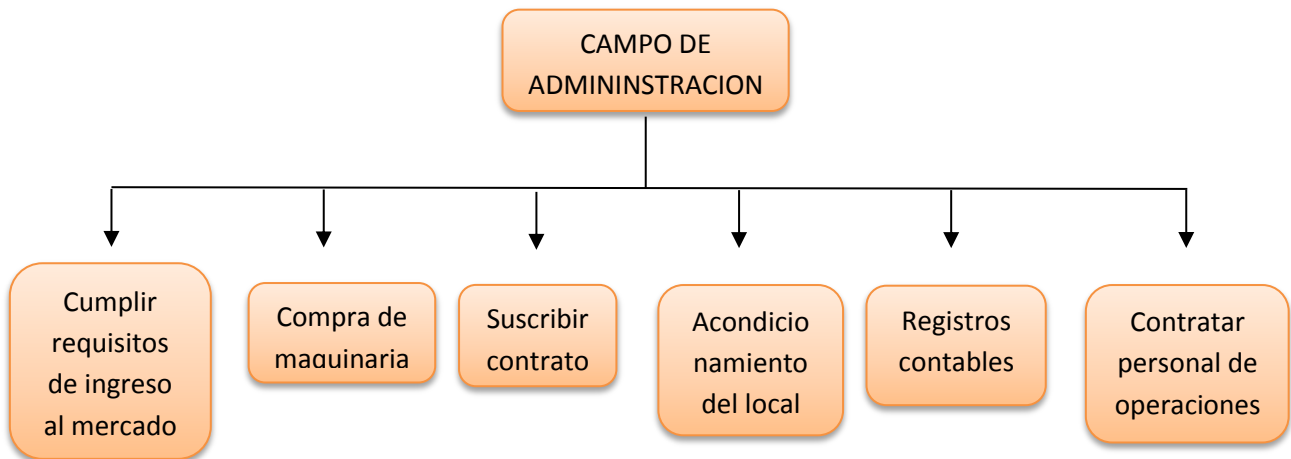 CAMPO DE
ADMININSTRACION
Cumplir
requisitos
de ingreso
al mercado
Compra de
maquinaria
Suscribir
contrato
Acondicio
namiento
del local
Registros
contables
Contratar
personal de
operaciones